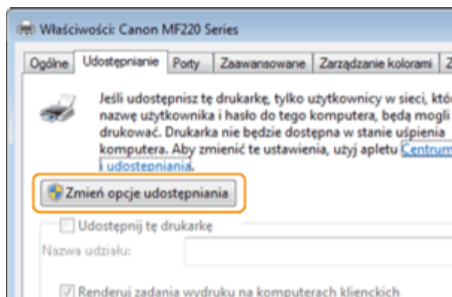 Właściwości: Canon MF220 Series
Ogólne Udostępnianie Porty Zaawansowane Zarządzanie kolorami
Jeśli udostępnisz tę drukarkę, tylko użytkownicy w sieci,
nazwę użytkownika i hasło do tego komputera, będą mogli
drukować. Drukarka nie będzie dostępna w stanie uśpienia
komputera. Aby zmienić te ustawienia, użyj apletu Centrum
i udostępniania.
Zmień opcje udostępniania
Udostępnij tę drukarkę
Nazwa udziału:
Renderuj zadania wydruku na komputerach klienckich